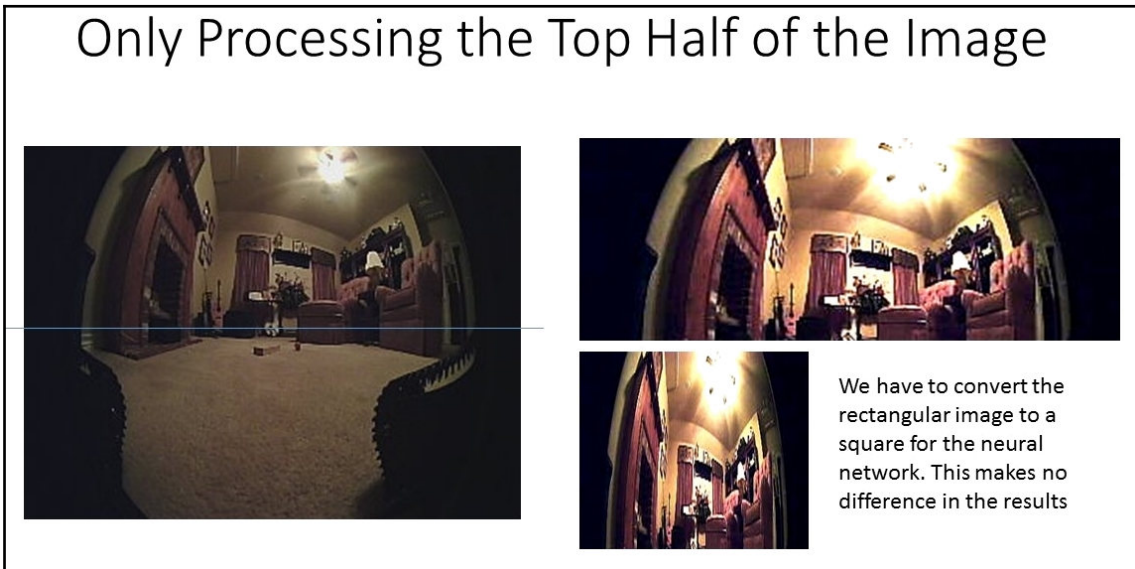 Only Processing the Top Half of the Image
We have to convert the
rectangular image to a
square for the neural
network. This makes no
difference in the results